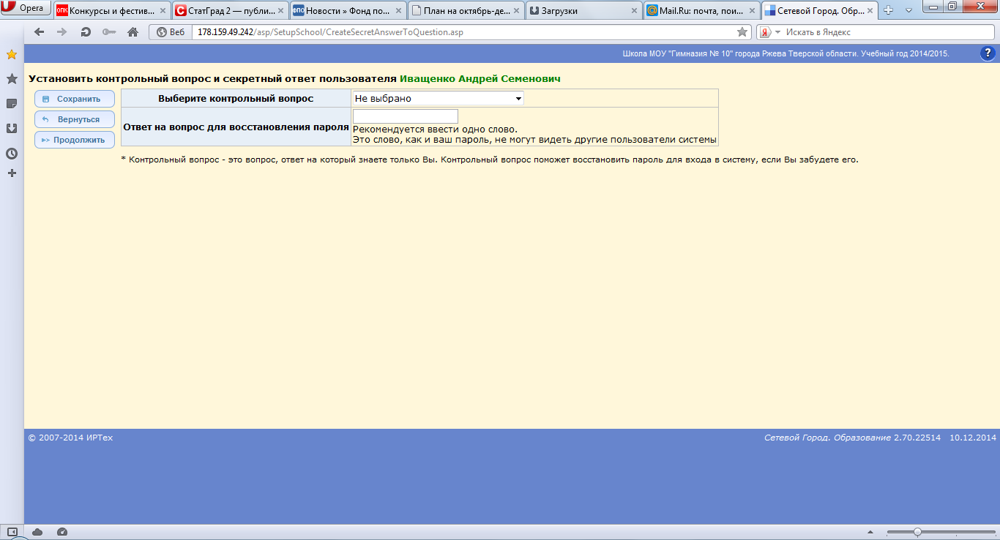 Opera
ОПК Конкурсы и фестив...
С СтатГрад 2 — публи...
ФПО Новости » Фонд по...
План на октябрь-де...
Загрузки
Mail.Ru: почта, пои...
Сетевой Город. Обр...
Веб
178.159.49.242/asp/SetupSchool/CreateSecretAnswerToQuestion.asp
Я
Искать в Яндекс
Школа МОУ "Гимназия № 10" города Ржева Тверской области. Учебный год 2014/2015.
?
Установить контрольный вопрос и секретный ответ пользователя Иващенко Андрей Семенович
Сохранить
Вернуться
Продолжить
Выберите контрольный вопрос
Не выбрано
Ответ на вопрос для восстановления пароля
Рекомендуется ввести одно слово.
Это слово, как и ваш пароль, не могут видеть другие пользователи системы
* Контрольный вопрос - это вопрос, ответ на который знаете только Вы. Контрольный вопрос поможет восстановить пароль для входа в систему, если Вы забудете его.
© 2007-2014 ИРТех
Сетевой Город. Образование 2.70.22514 10.12.2014